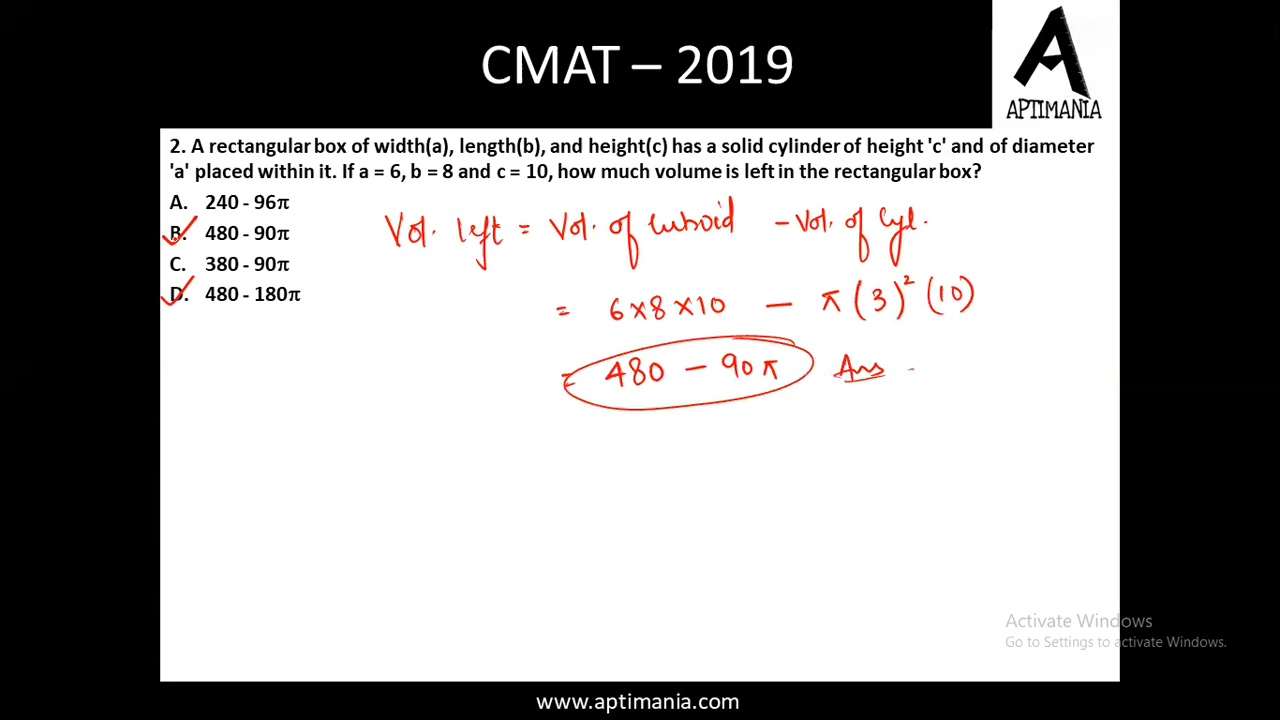 CMAT – 2019
A
APTIMANIA
2. A rectangular box of width(a), length(b), and height(c) has a solid cylinder of height 'c' and of diameter
'a' placed within it. If a = 6, b = 8 and c = 10, how much volume is left in the rectangular box?
A. 240 - 96π
B. 480 - 90π
C. 380 - 90π
D. 480 - 180π
Vol. left = Vol. of cuboid - Vol. of Cyl.
= 6×8×10 - π(3)²(10)
= 480 - 90π Ans
Activate Windows
Go to Settings to activate Windows.
www.aptimania.com